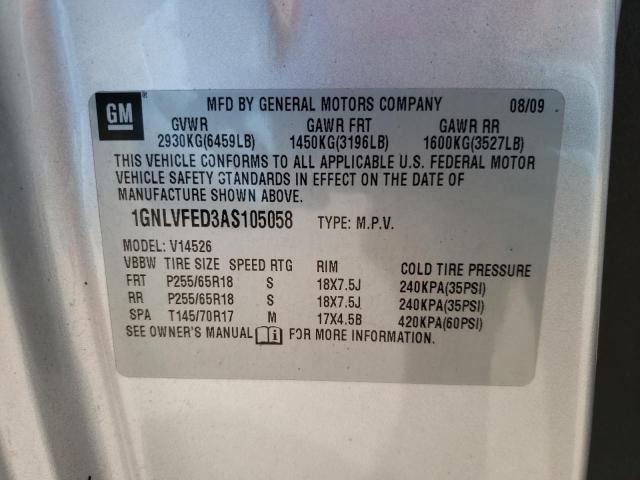 GM MFD BY GENERAL MOTORS COMPANY 08/09
GVWR GAWR FRT GAWR RR
2930KG(6459LB) 1450KG(3196LB) 1600KG(3527LB)
THIS VEHICLE CONFORMS TO ALL APPLICABLE U.S. FEDERAL MOTOR
VEHICLE SAFETY STANDARDS IN EFFECT ON THE DATE OF
MANUFACTURE SHOWN ABOVE.
1GNLVFED3AS105058 TYPE: M.P.V.
MODEL: V14526
VBBW TIRE SIZE SPEED RTG RIM COLD TIRE PRESSURE
FRT P255/65R18 S 18X7.5J 240KPA(35PSI)
RR P255/65R18 S 18X7.5J 240KPA(35PSI)
SPA T145/70R17 M 17X4.5B 420KPA(60PSI)
SEE OWNER'S MANUAL FOR MORE INFORMATION.